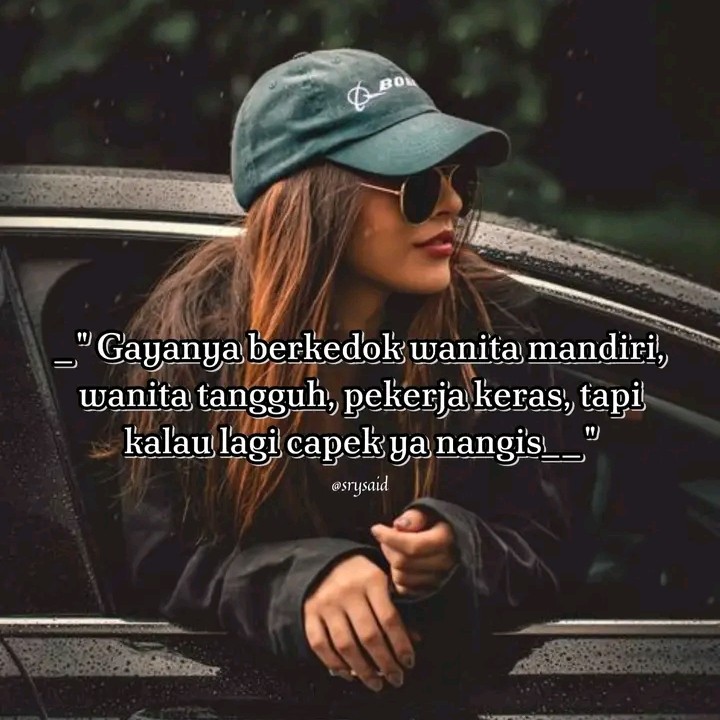 _" Gayanya berkedok wanita mandiri,
wanita tangguh, pekerja keras, tapi
kalau lagi capek ya nangis__"
@srysaid